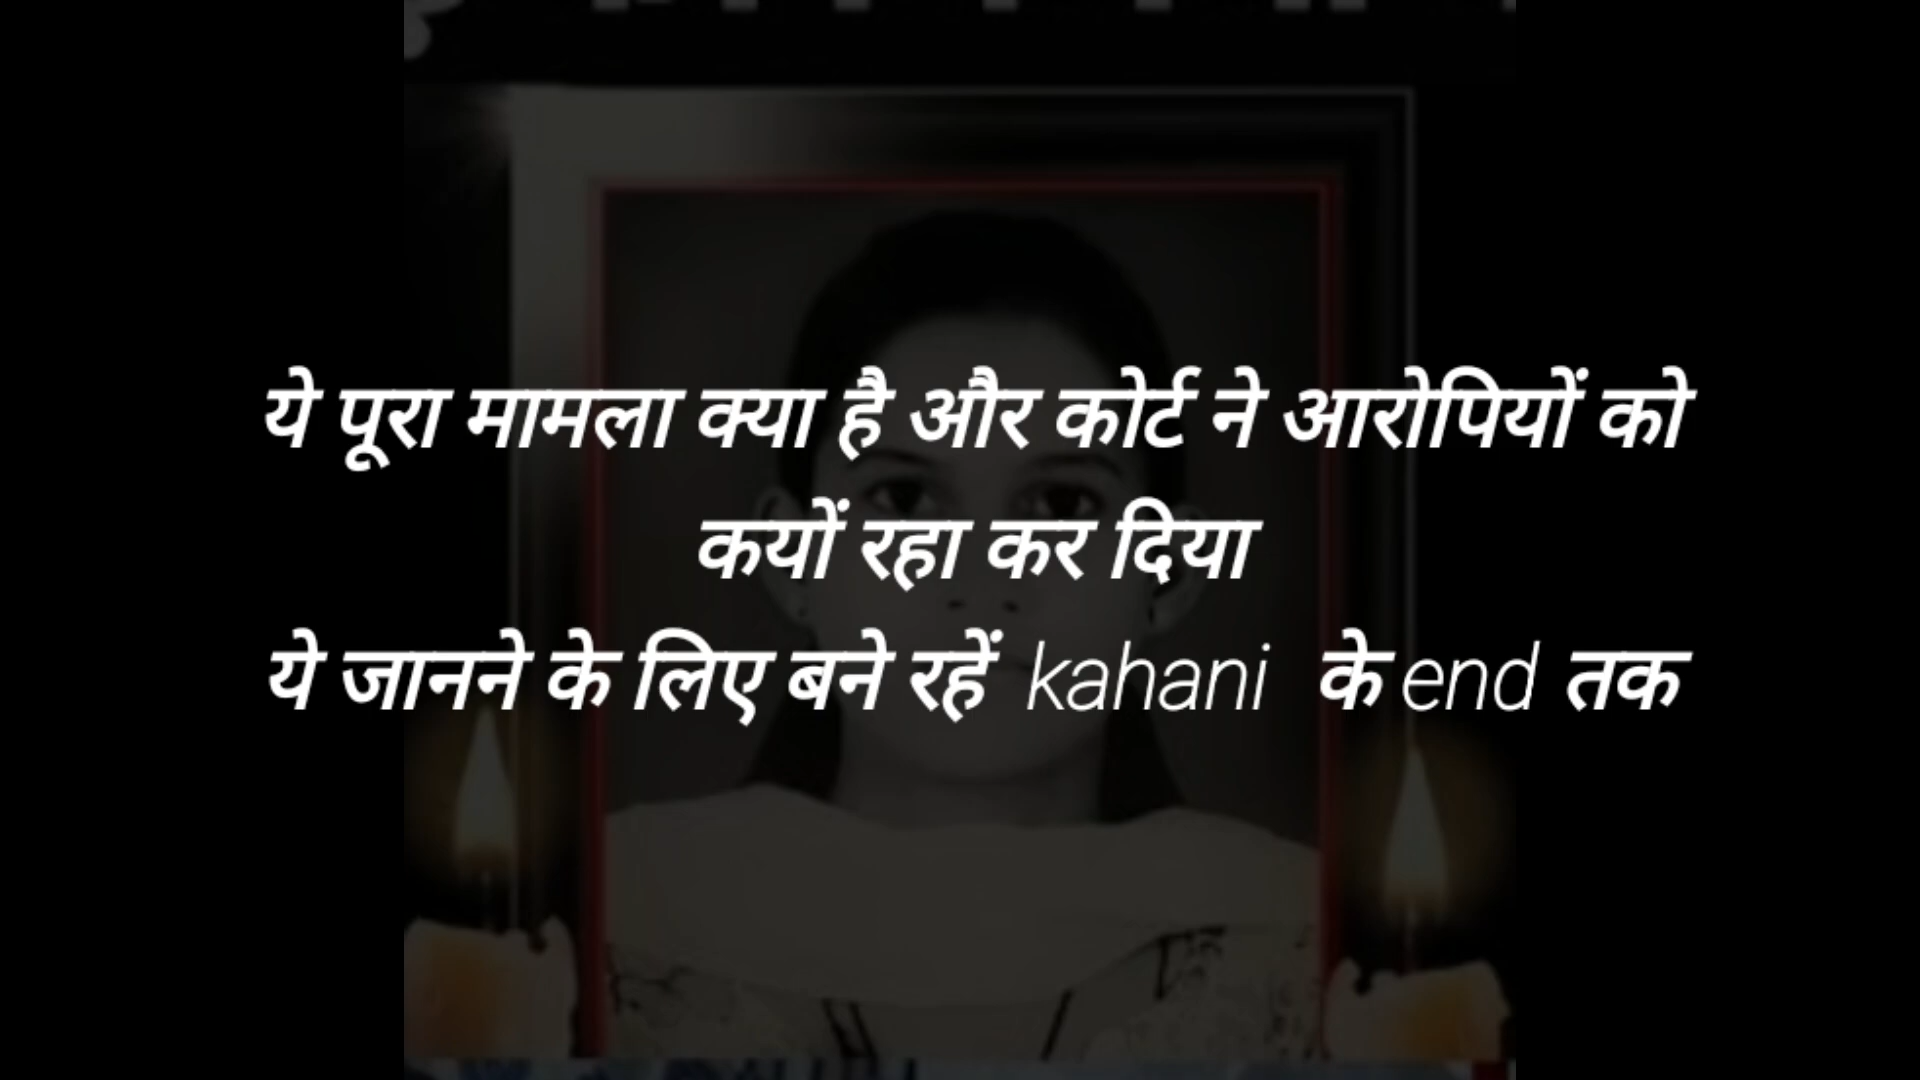 ये पूरा मामला क्या है और कोर्ट ने आरोपियों को
कयों रहा कर दिया
ये जानने के लिए बने रहें kahani के end तक